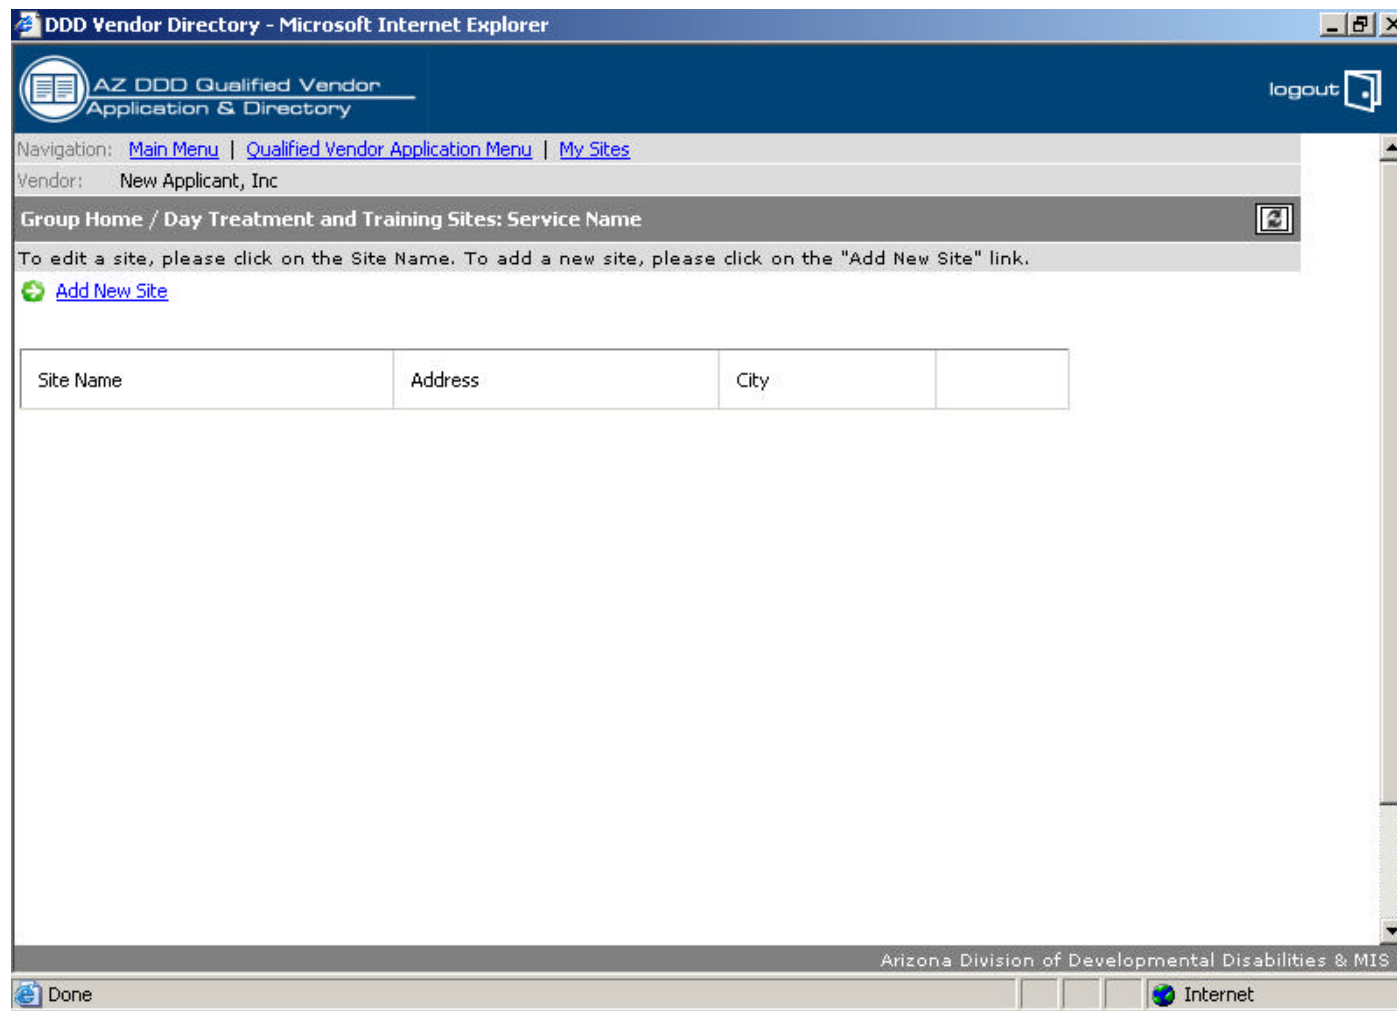 DDD Vendor Directory - Microsoft Internet Explorer
AZ DDD Qualified Vendor
Application & Directory
logout
Navigation: Main Menu | Qualified Vendor Application Menu | My Sites
Vendor: New Applicant, Inc
Group Home / Day Treatment and Training Sites: Service Name
To edit a site, please click on the Site Name. To add a new site, please click on the "Add New Site" link.
Add New Site
Site Name Address City
Arizona Division of Developmental Disabilities & MIS
Done Internet